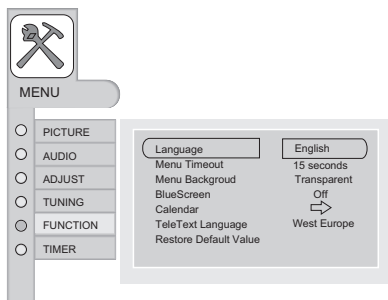 MENU
PICTURE
AUDIO
ADJUST
TUNING
FUNCTION
TIMER
Language English
Menu Timeout 15 seconds
Menu Backgroud Transparent
BlueScreen Off
Calendar
TeleText Language West Europe
Restore Default Value